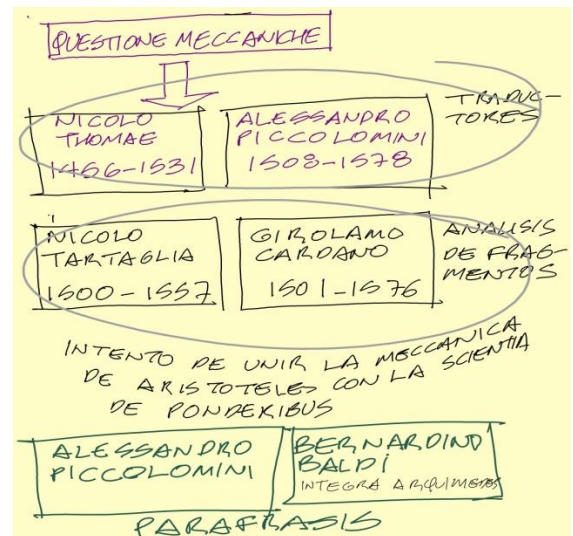 QUESTIONE MECCANICHE
NICOLO
THOMAE
1456-1531
ALESSANDRO
PICCOLOMINI
1508-1578
TRADUC-
TORES
NICOLO
TARTAGLIA
1500-1557
GIROLAMO
CARDANO
1501-1576
ANALISIS
DE FRAG-
MENTOS
INTENTO DE UNIR LA MECCANICA
DE ARISTOTELES CON LA SCIENTIA
DE PONDERIBUS
ALESSANDRO
PICCOLOMINI
BERNARDINO
BALDI
INTEGRA ARQUIMEDES
PARAFRASIS